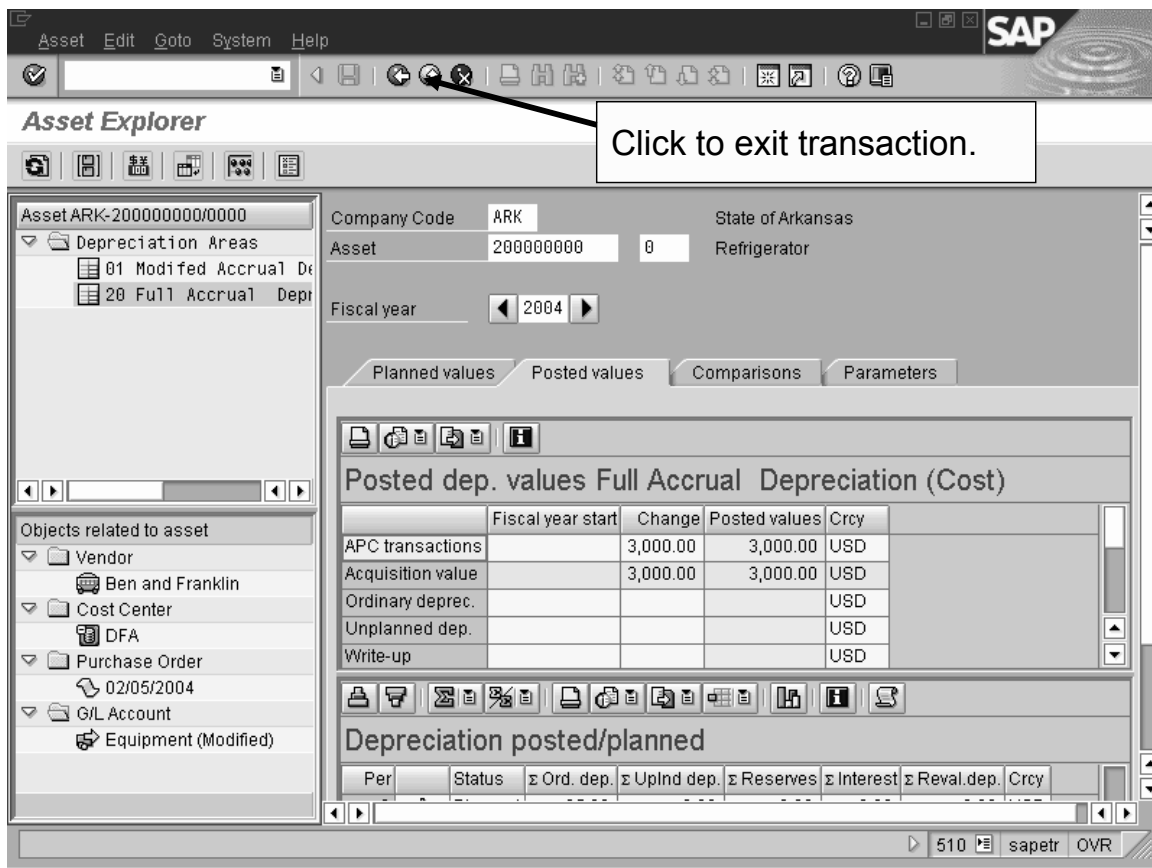 Asset Edit Goto System Help
SAP
Click to exit transaction.
Asset Explorer
Asset ARK-200000000/0000
Depreciation Areas
01 Modifed Accrual De
20 Full Accrual Depr
Company Code ARK State of Arkansas
Asset 200000000 0 Refrigerator
Fiscal year 2004
Planned values Posted values Comparisons Parameters
Posted dep. values Full Accrual Depreciation (Cost)
Fiscal year start Change Posted values Crcy
APC transactions 3,000.00 3,000.00 USD
Acquisition value 3,000.00 3,000.00 USD
Ordinary deprec. USD
Unplanned dep. USD
Write-up USD
Objects related to asset
Vendor
Ben and Franklin
Cost Center
DFA
Purchase Order
02/05/2004
G/L Account
Equipment (Modified)
Depreciation posted/planned
Per Status Σ Ord. dep. Σ Uplnd dep. Σ Reserves Σ Interest Σ Reval.dep. Crcy
510 sapetr OVR